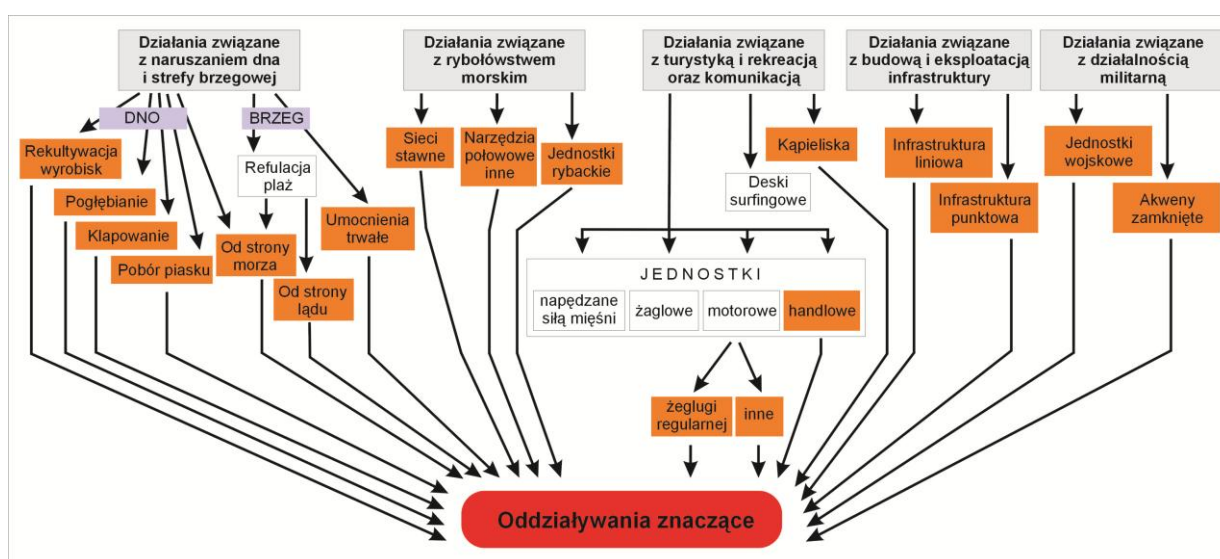 Działania związane
z naruszaniem dna
i strefy brzegowej
Działania związane
z rybołówstwem
morskim
Działania związane
z turystyką i rekreacją
oraz komunikacją
Działania związane
z budową i eksploatacją
infrastruktury
Działania związane
z działalnością
militarną
DNO
BRZEG
Rekultywacja
wyrobisk
Pogłębianie
Klapowanie
Pobór piasku
Refulacja
plaż
Od strony
morza
Od strony
lądu
Umocnienia
trwałe
Sieci
stawne
Narzędzia
połowowe
inne
Jednostki
rybackie
Kąpieliska
Deski
surfingowe
JEDNOSTKI
napędzane
siłą mięśni
żaglowe
motorowe
handlowe
żeglugi
regularnej
inne
Infrastruktura
liniowa
Infrastruktura
punktowa
Jednostki
wojskowe
Akweny
zamknięte
Oddziaływania znaczące